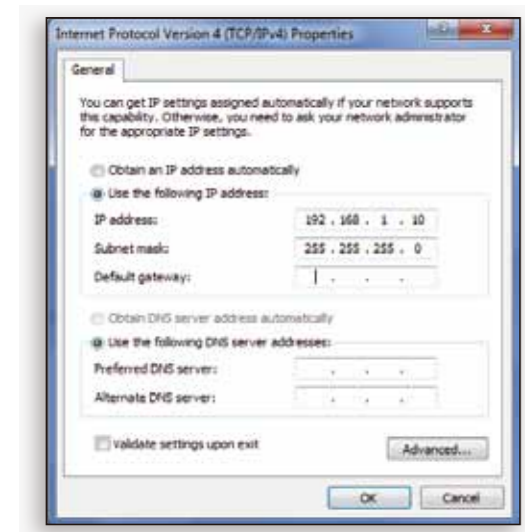 Internet Protocol Version 4 (TCP/IPv4) Properties
General
You can get IP settings assigned automatically if your network supports
this capability. Otherwise, you need to ask your network administrator
for the appropriate IP settings.
Obtain an IP address automatically
Use the following IP address:
IP address: 192 . 168 . 1 . 10
Subnet mask: 255 . 255 . 255 . 0
Default gateway: . . .
Obtain DNS server address automatically
Use the following DNS server addresses:
Preferred DNS server: . . .
Alternate DNS server: . . .
Validate settings upon exit
Advanced...
OK Cancel